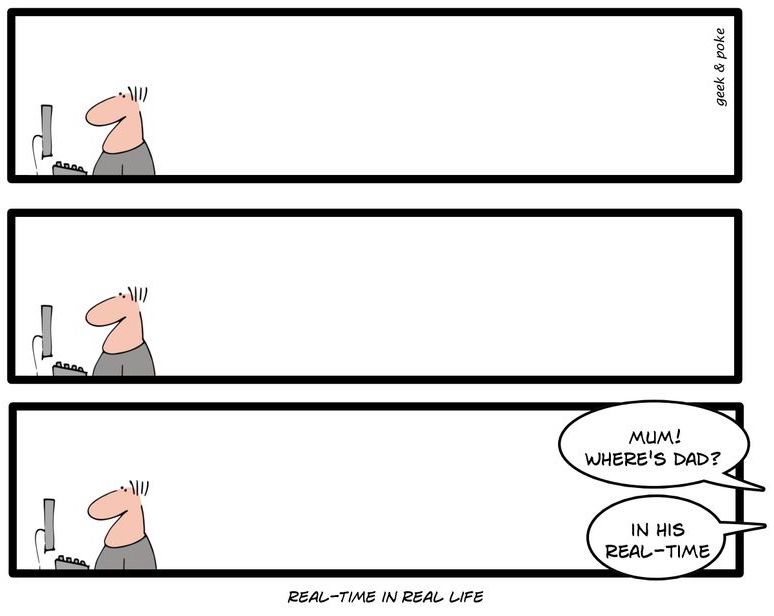 geek & poke
MUM!
WHERE'S DAD?
IN HIS
REAL-TIME
REAL-TIME IN REAL LIFE